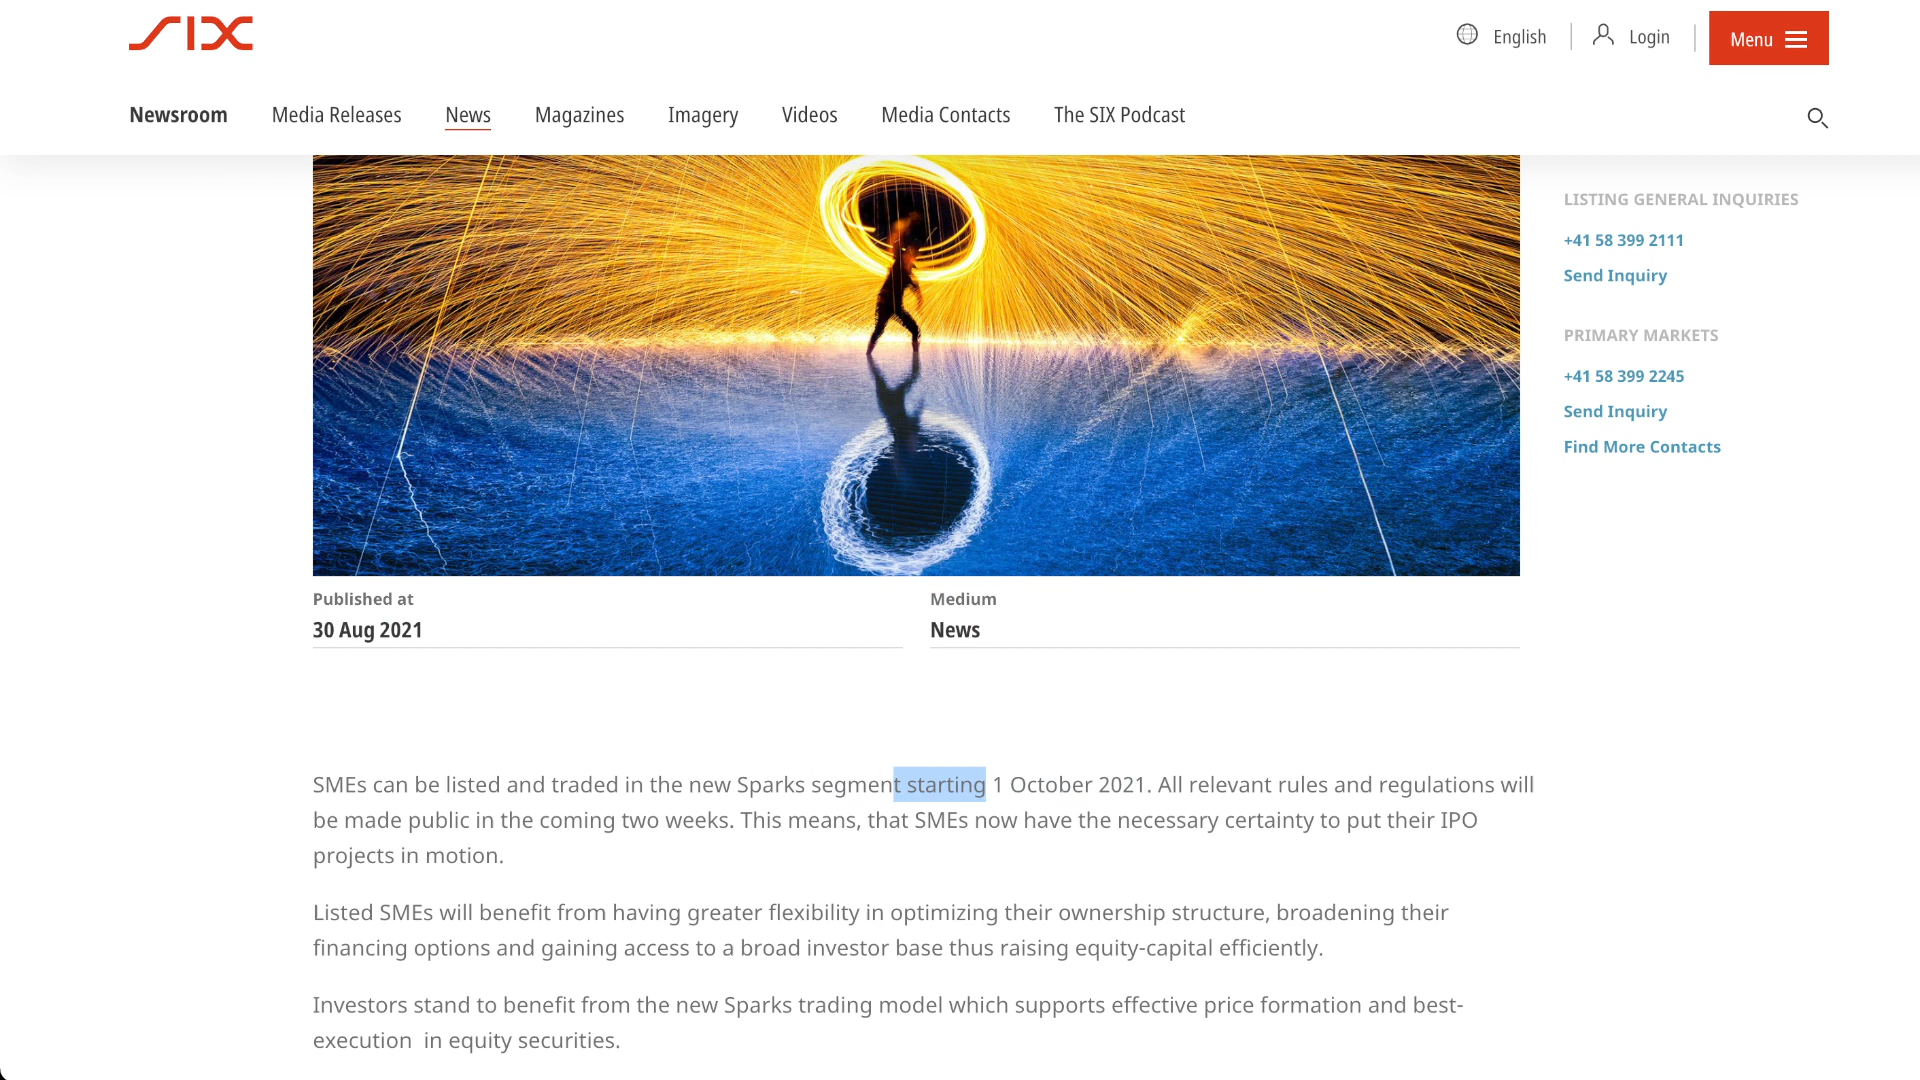 SIX
English
Login
Menu
Newsroom
Media Releases
News
Magazines
Imagery
Videos
Media Contacts
The SIX Podcast
LISTING GENERAL INQUIRIES
+41 58 399 2111
Send Inquiry
PRIMARY MARKETS
+41 58 399 2245
Send Inquiry
Find More Contacts
Published at
30 Aug 2021
Medium
News
SMEs can be listed and traded in the new Sparks segment starting 1 October 2021. All relevant rules and regulations will
be made public in the coming two weeks. This means, that SMEs now have the necessary certainty to put their IPO
projects in motion.
Listed SMEs will benefit from having greater flexibility in optimizing their ownership structure, broadening their
financing options and gaining access to a broad investor base thus raising equity-capital efficiently.
Investors stand to benefit from the new Sparks trading model which supports effective price formation and best-
execution  in equity securities.